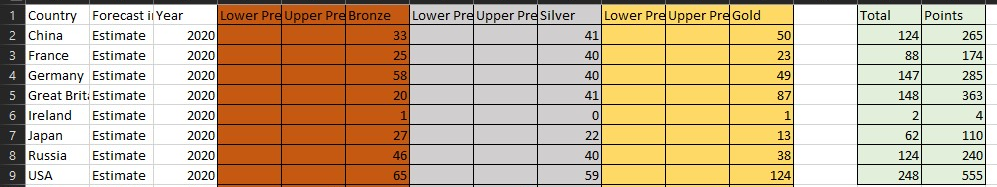 1 Country Forecast i Year Lower Pre Upper Pre Bronze Lower Pre Upper Pre Silver Lower Pre Upper Pre Gold Total Points
2 China Estimate 2020 33 41 50 124 265
3 France Estimate 2020 25 40 23 88 174
4 Germany Estimate 2020 58 40 49 147 285
5 Great Brit Estimate 2020 20 41 87 148 363
6 Ireland Estimate 2020 1 0 1 2 4
7 Japan Estimate 2020 27 22 13 62 110
8 Russia Estimate 2020 46 40 38 124 240
9 USA Estimate 2020 65 59 124 248 555